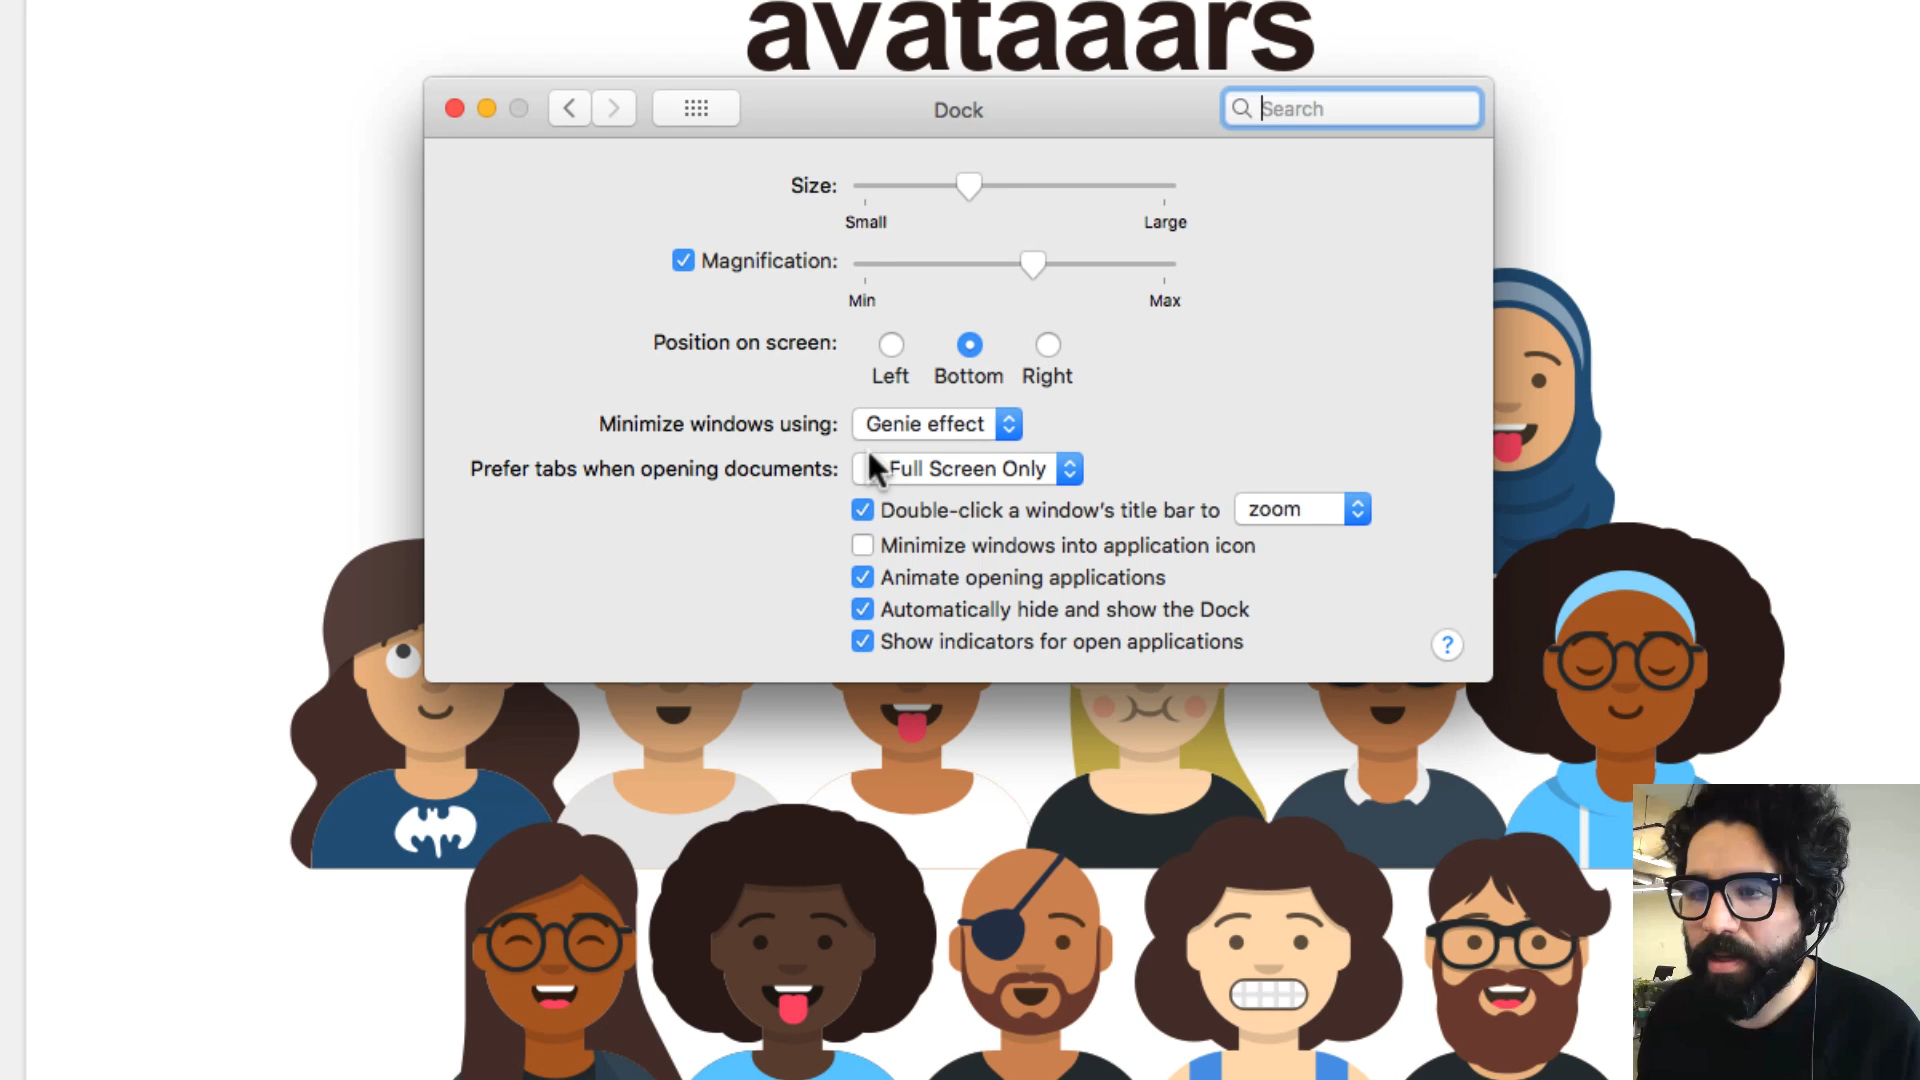 avataaars
Dock
Search
Size:
Small Large
Magnification:
Min Max
Position on screen:
Left Bottom Right
Minimize windows using: Genie effect
Prefer tabs when opening documents: Full Screen Only
Double-click a window's title bar to zoom
Minimize windows into application icon
Animate opening applications
Automatically hide and show the Dock
Show indicators for open applications
?